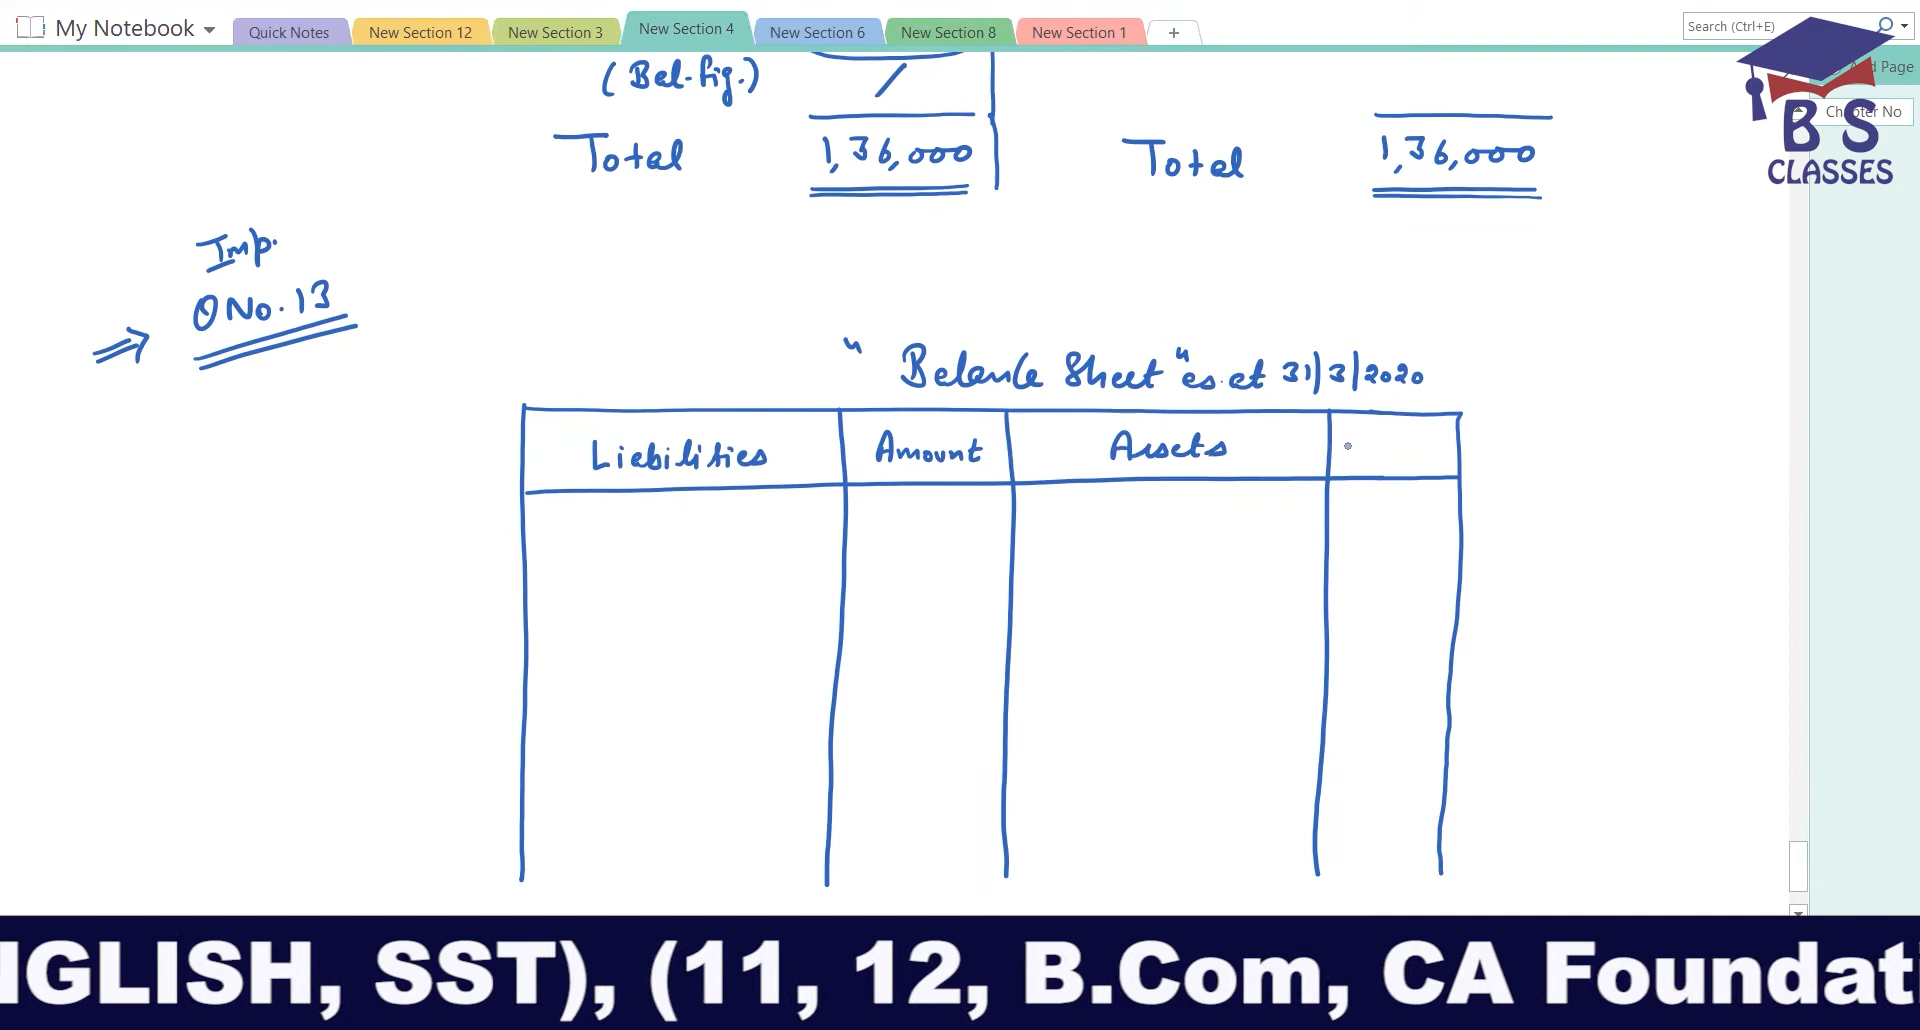 My Notebook
Quick Notes
New Section 12
New Section 3
New Section 4
New Section 6
New Section 8
New Section 1
+
Search (Ctrl+E)
d Page
Chapter No
BS
CLASSES
(Bal-fig.)
Total 1,36,000 Total 1,36,000
Imp.
QNo. 13
"Balance Sheet" as at 31/3/2020
Liabilities Amount Assets
NGLISH, SST), (11, 12, B.Com, CA Foundat